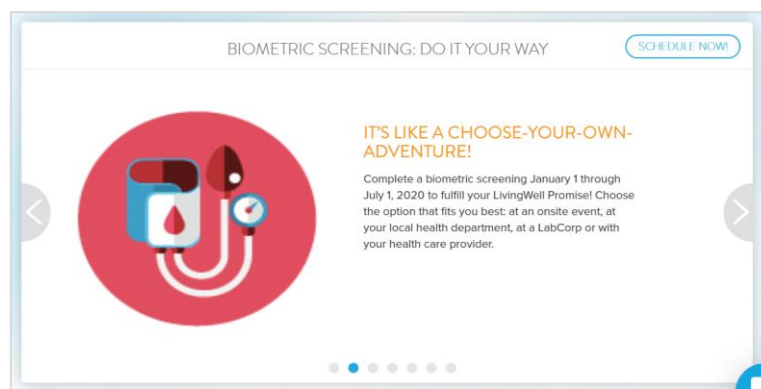 BIOMETRIC SCREENING: DO IT YOUR WAY
SCHEDULE NOW!
IT'S LIKE A CHOOSE-YOUR-OWN-
ADVENTURE!
Complete a biometric screening January 1 through
July 1, 2020 to fulfill your LivingWell Promise! Choose
the option that fits you best: at an onsite event, at
your local health department, at a LabCorp or with
your health care provider.